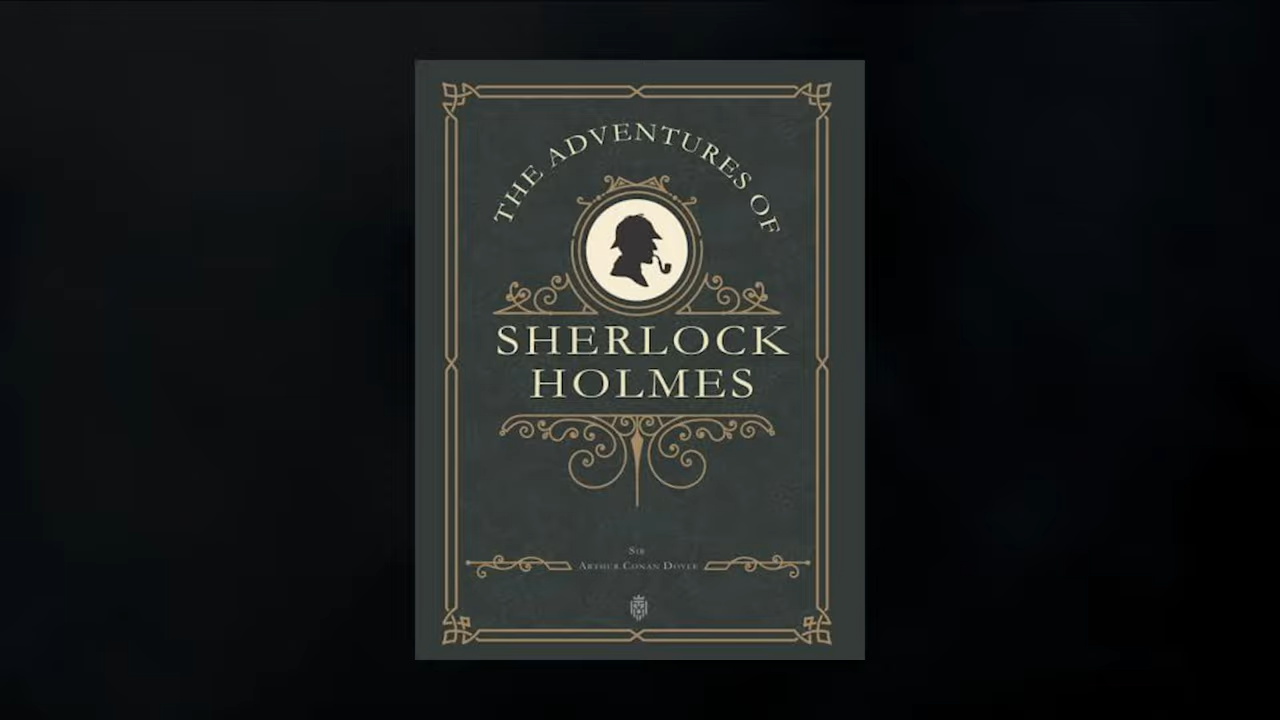 THE ADVENTURES OF
SHERLOCK
HOLMES
SIR
ARTHUR CONAN DOYLE